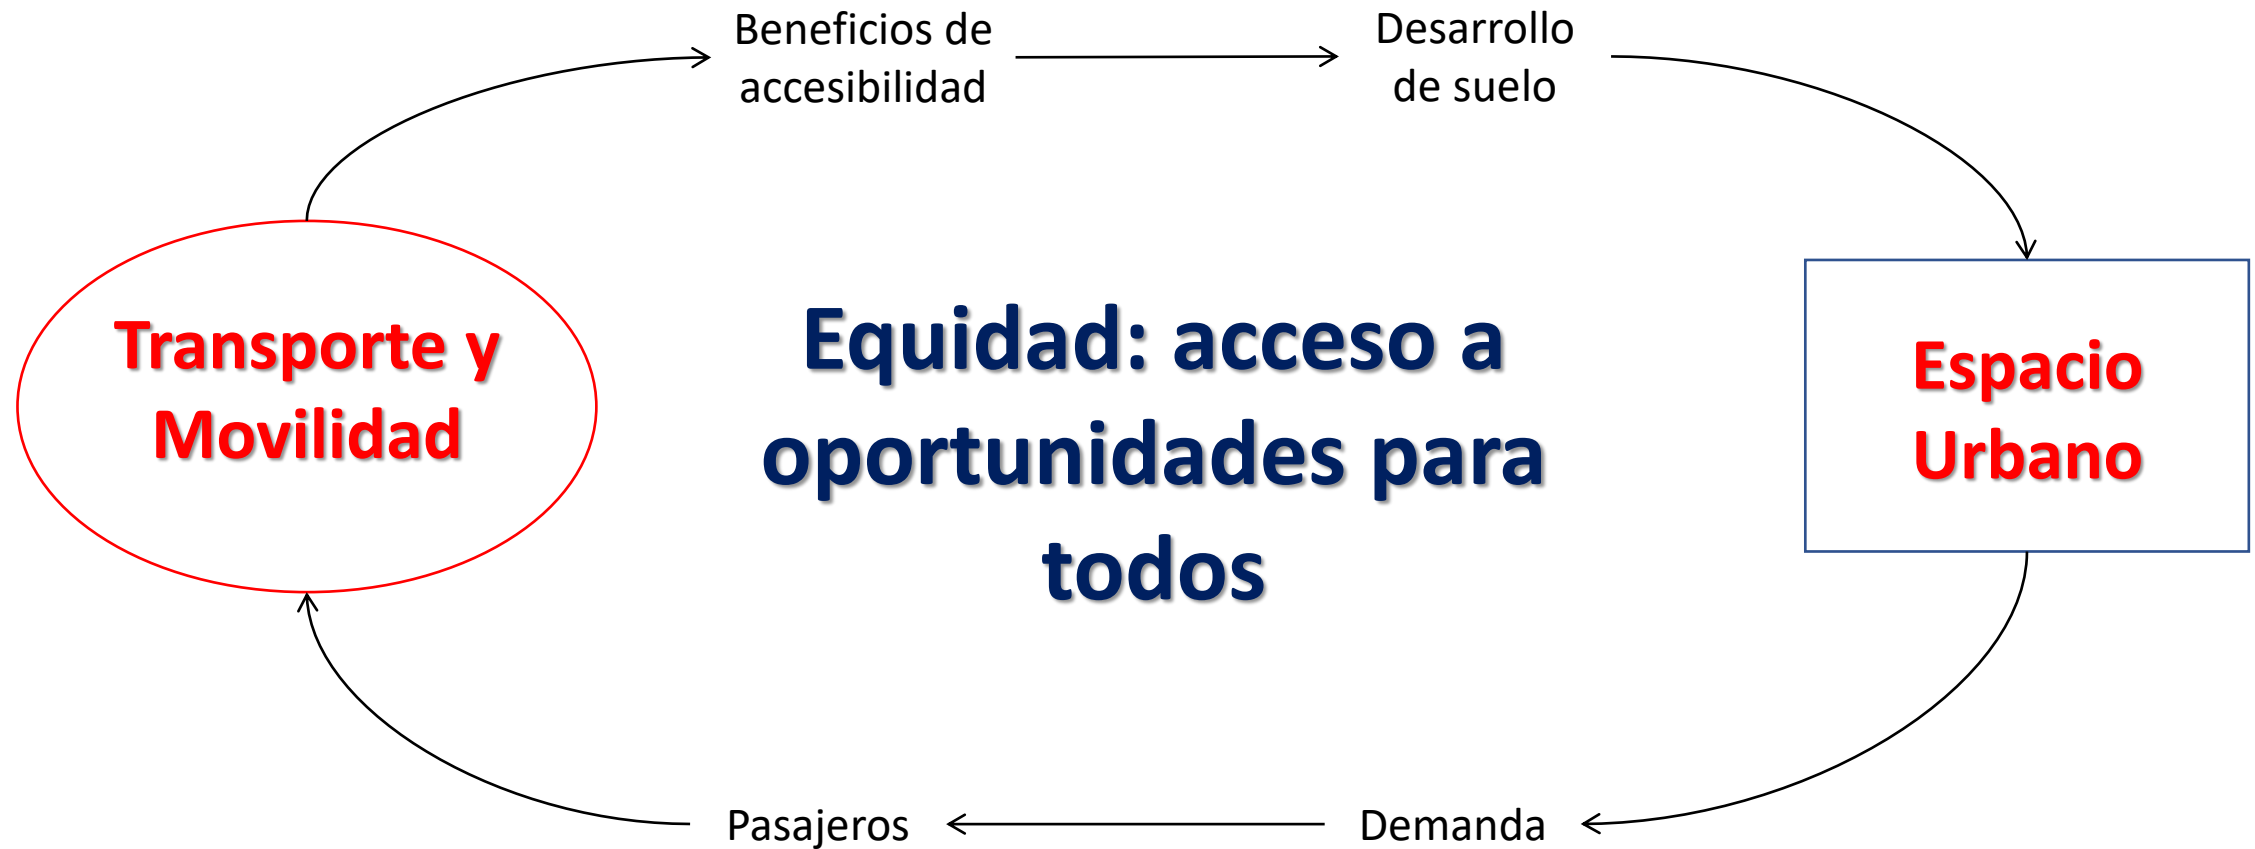 Beneficios de
accesibilidad
Desarrollo
de suelo
Transporte y
Movilidad
Equidad: acceso a
oportunidades para
todos
Espacio
Urbano
Pasajeros
Demanda